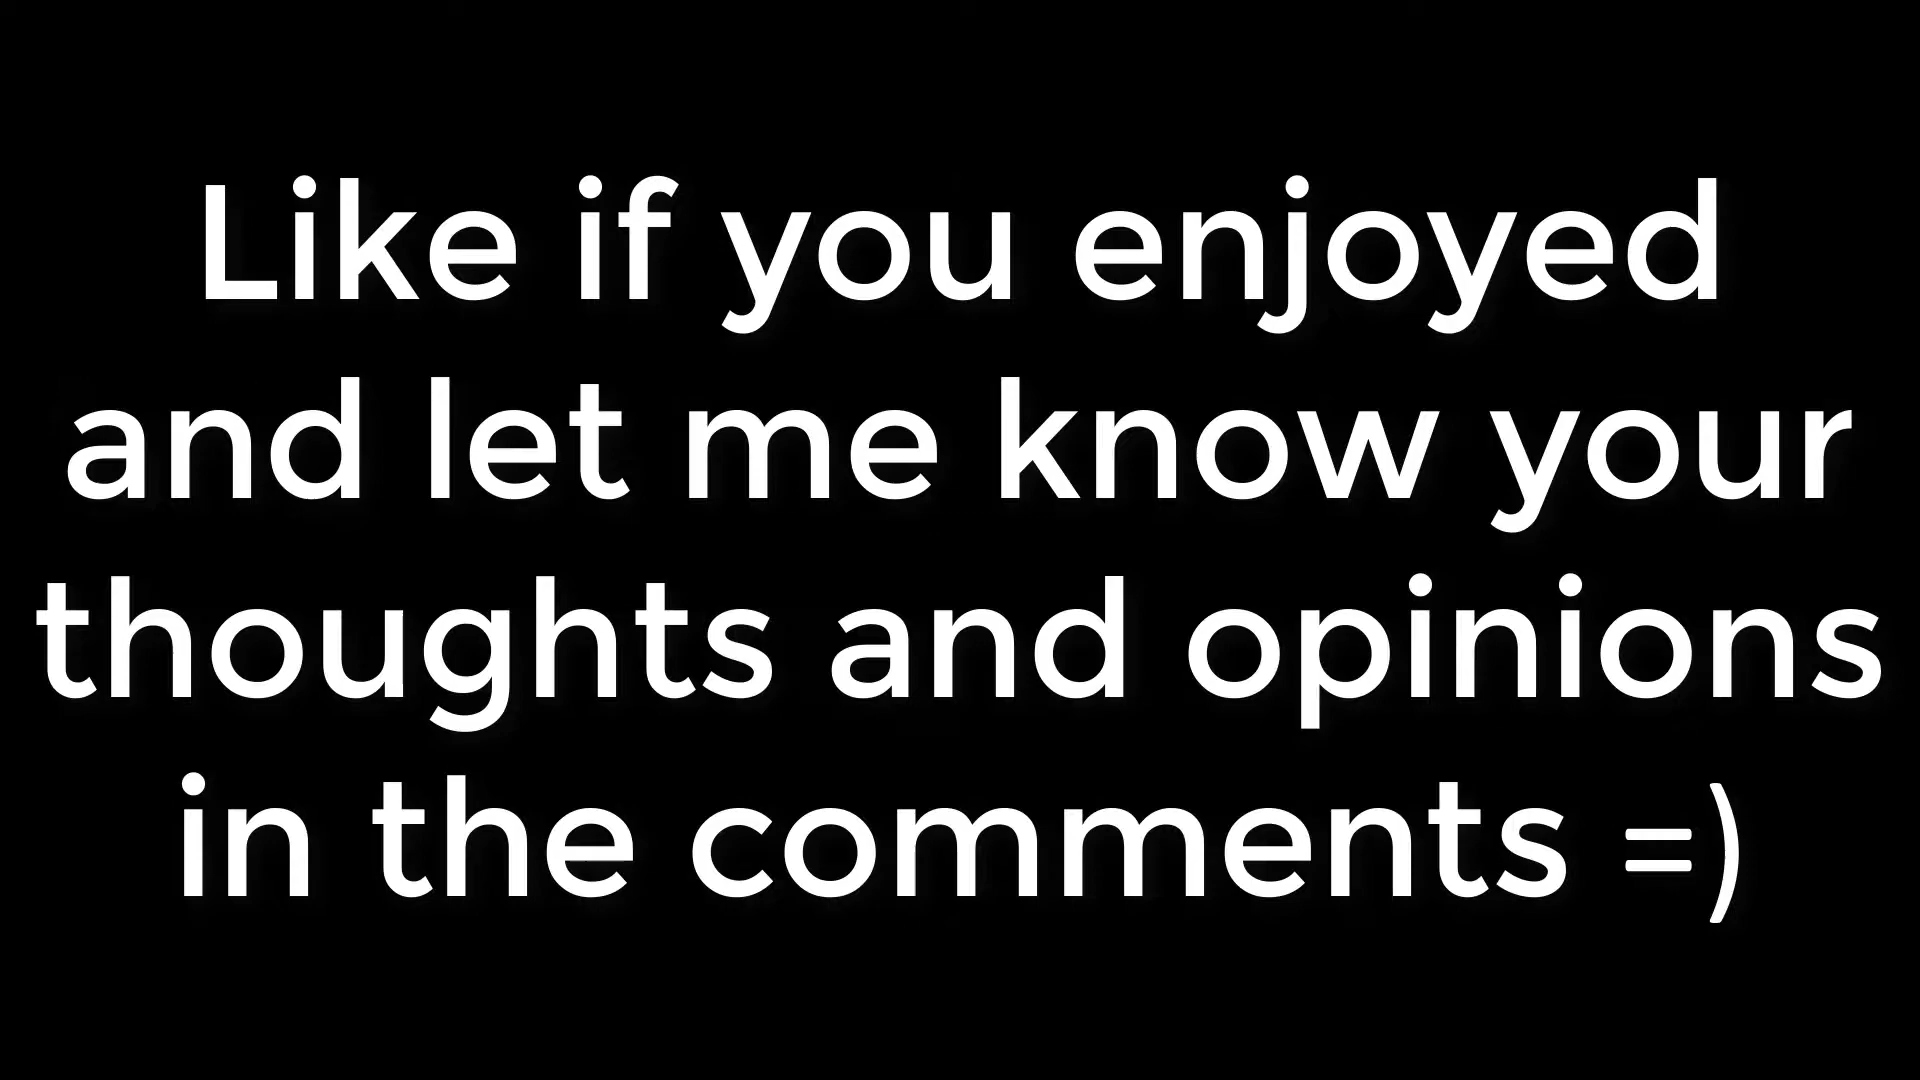 Like if you enjoyed
and let me know your
thoughts and opinions
in the comments =)